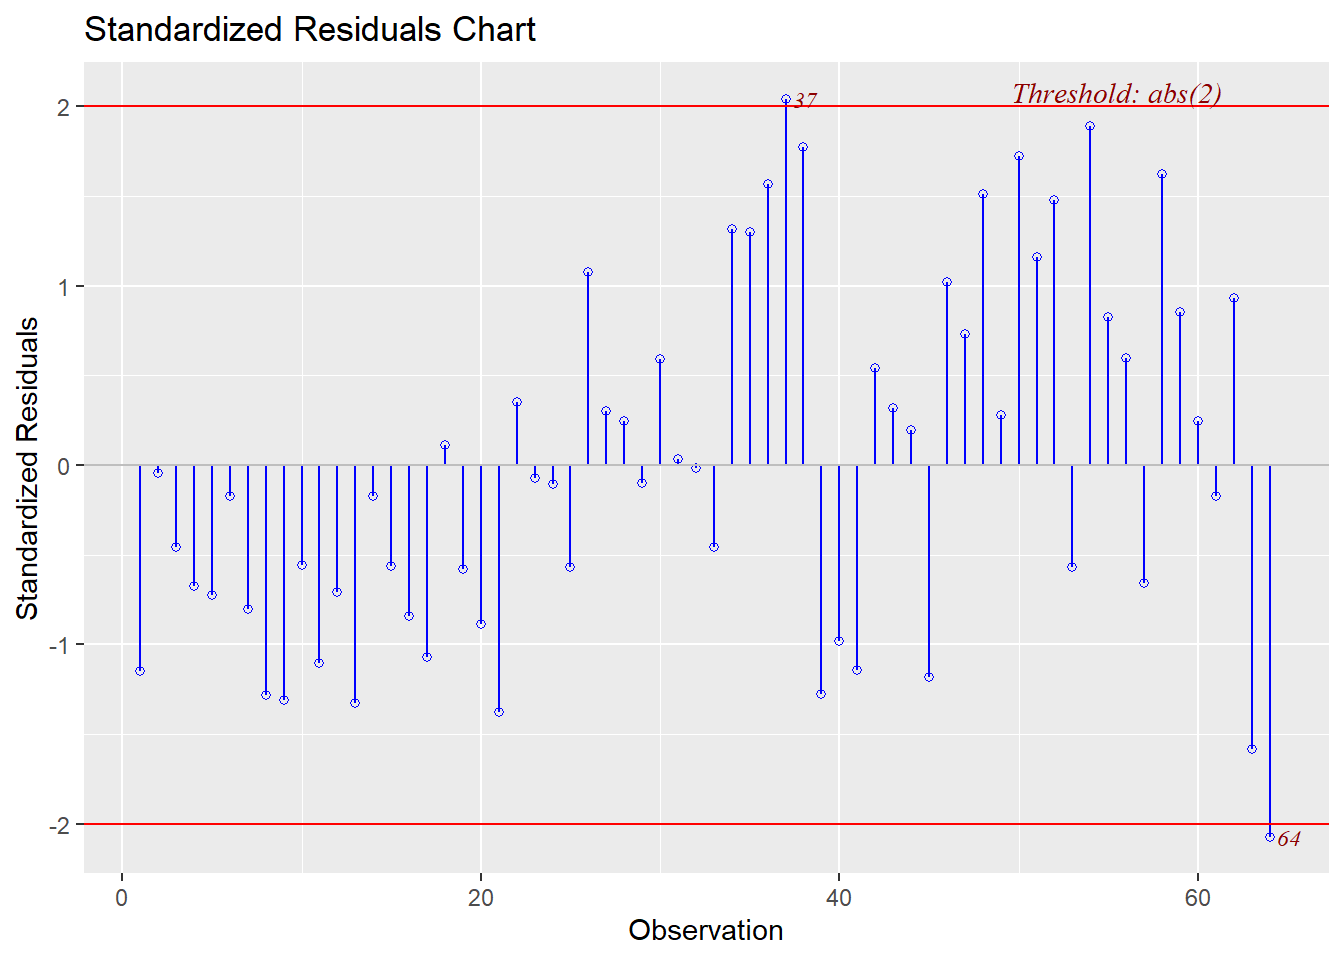 Standardized Residuals Chart
Threshold: abs(2)
37
2
1
0
-1
-2
64
Standardized Residuals
0
20
40
60
Observation